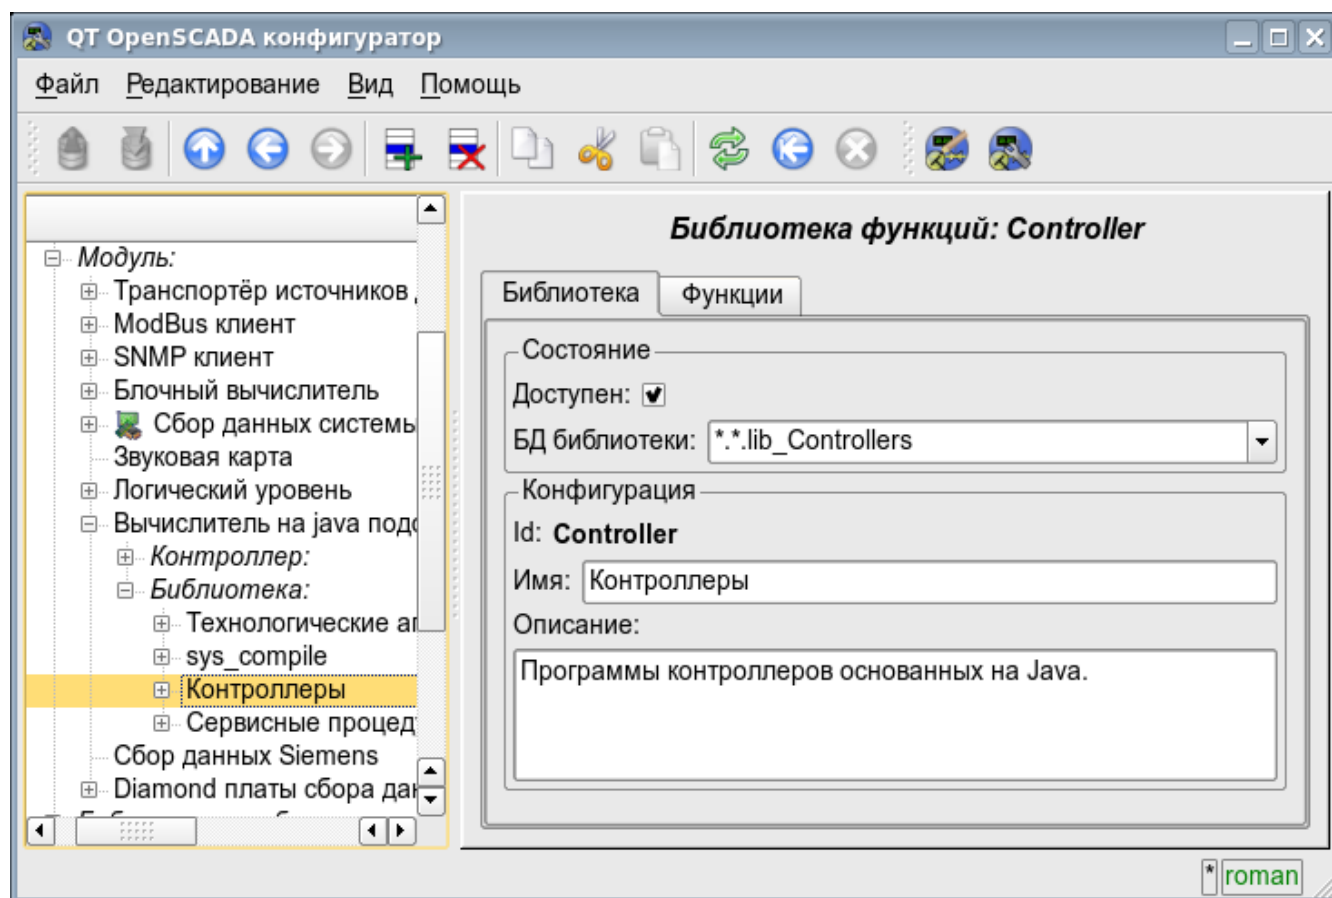 QT OpenSCADA конфигуратор
Файл Редактирование Вид Помощь
Модуль:
Транспортёр источников
ModBus клиент
SNMP клиент
Блочный вычислитель
Сбор данных системы
Звуковая карта
Логический уровень
Вычислитель на java
Контроллер:
Библиотека:
Технологические
sys_compile
Контроллеры
Сервисные
Сбор данных Siemens
Diamond платы сбора
Библиотека функций: Controller
Библиотека Функции
Состояние
Доступен:
БД библиотеки: *.*.lib_Controllers
Конфигурация
Id: Controller
Имя: Контроллеры
Описание:
Программы контроллеров основанных на Java.
* roman